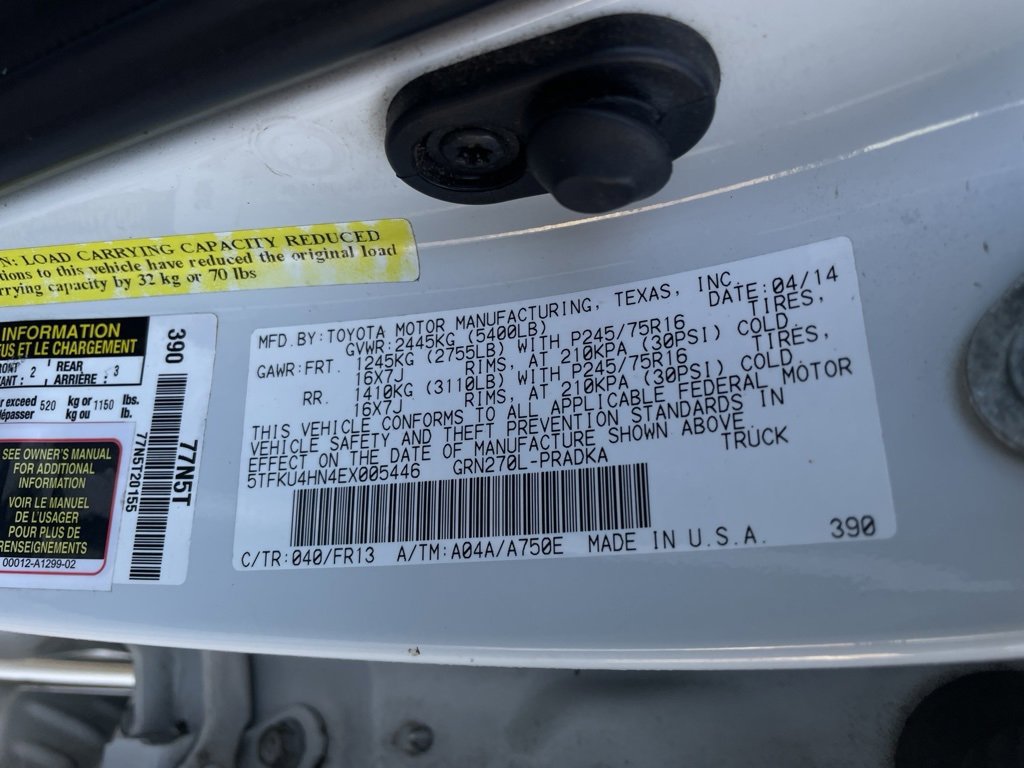 N: LOAD CARRYING CAPACITY REDUCED
tions to this vehicle have reduced the original load
rrying capacity by 32 kg or 70 lbs
INFORMATION
US ET LE CHARGEMENT
RONT 2 REAR 3
ANT : ARRIÈRE :
r exceed 520 kg or 1150 lbs.
dépasser kg ou lb.
SEE OWNER'S MANUAL
FOR ADDITIONAL
INFORMATION
VOIR LE MANUEL
DE L'USAGER
POUR PLUS DE
RENSEIGNEMENTS
00012-A1299-02
390
77N5T20155
77N5T
MFD. BY: TOYOTA MOTOR MANUFACTURING, TEXAS, INC. DATE: 04/14
GVWR: 2445KG (5400LB)
GAWR: FRT. 1245KG (2755LB) WITH P245/75R16 TIRES,
16X7J RIMS, AT 210KPA (30PSI) COLD
RR. 1410KG (3110LB) WITH P245/75R16 TIRES,
16X7J RIMS, AT 210KPA (30PSI) COLD.
THIS VEHICLE CONFORMS TO ALL APPLICABLE FEDERAL MOTOR
VEHICLE SAFETY AND THEFT PREVENTION STANDARDS IN
EFFECT ON THE DATE OF MANUFACTURE SHOWN ABOVE.
5TFKU4HN4EX005446 GRN270L-PRADKA TRUCK
C/TR: 040/FR13 A/TM: A04A/A750E MADE IN U.S.A. 390